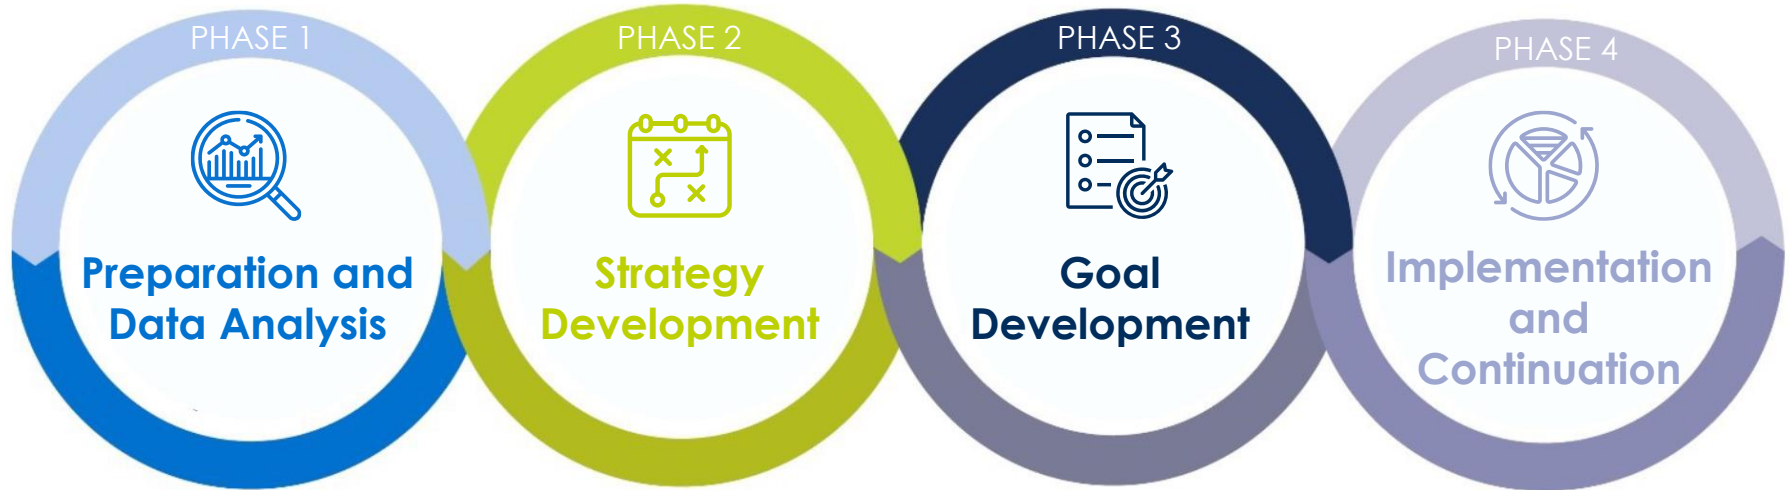 PHASE 1
Preparation and
Data Analysis
PHASE 2
Strategy
Development
PHASE 3
Goal
Development
PHASE 4
Implementation
and
Continuation